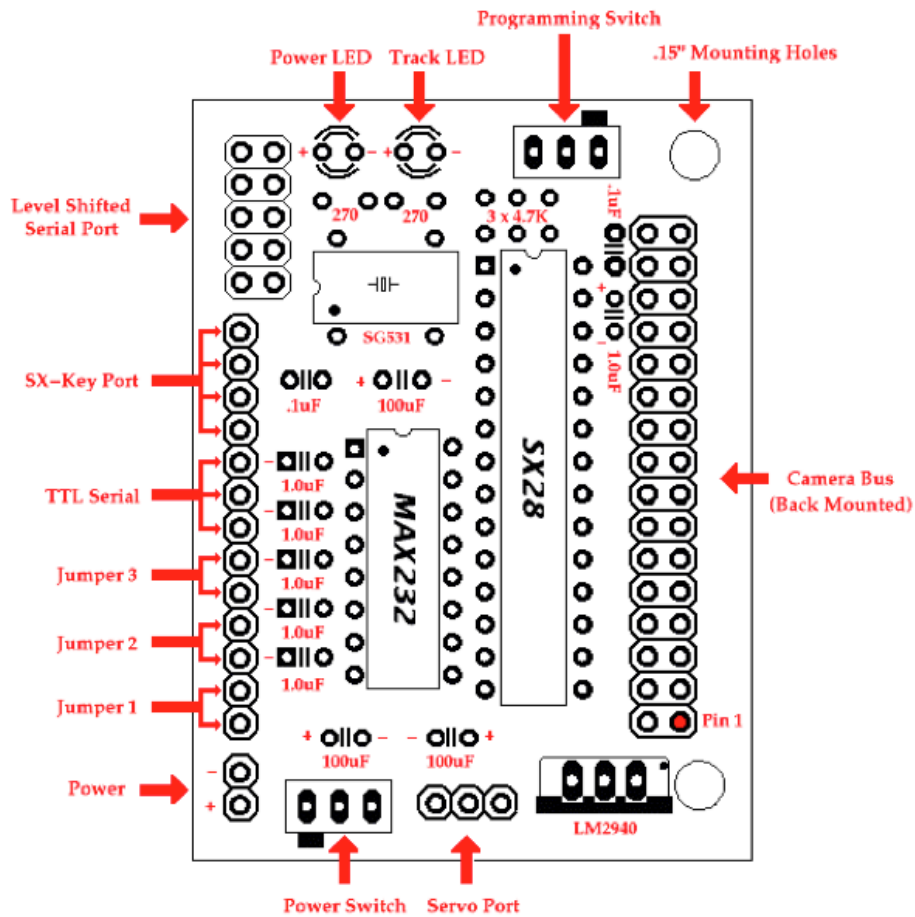 Programming Svitch
Power LED
Track LED
.15" Mounting Holes
+
-
+
-
Level Shifted
Serial Port
270
270
3 x 4.7K
.1uF
SG531
+
-
1.0uF
SX-Key Port
.1uF
+
-
100uF
SX28
MAX232
TTL Serial
-
1.0uF
-
1.0uF
Camera Bus
(Back Mounted)
Jumper 3
-
1.0uF
Jumper 2
-
1.0uF
-
1.0uF
Jumper 1
Pin 1
+
-
100uF
-
+
100uF
Power
-
+
LM2940
Power Switch
Servo Port